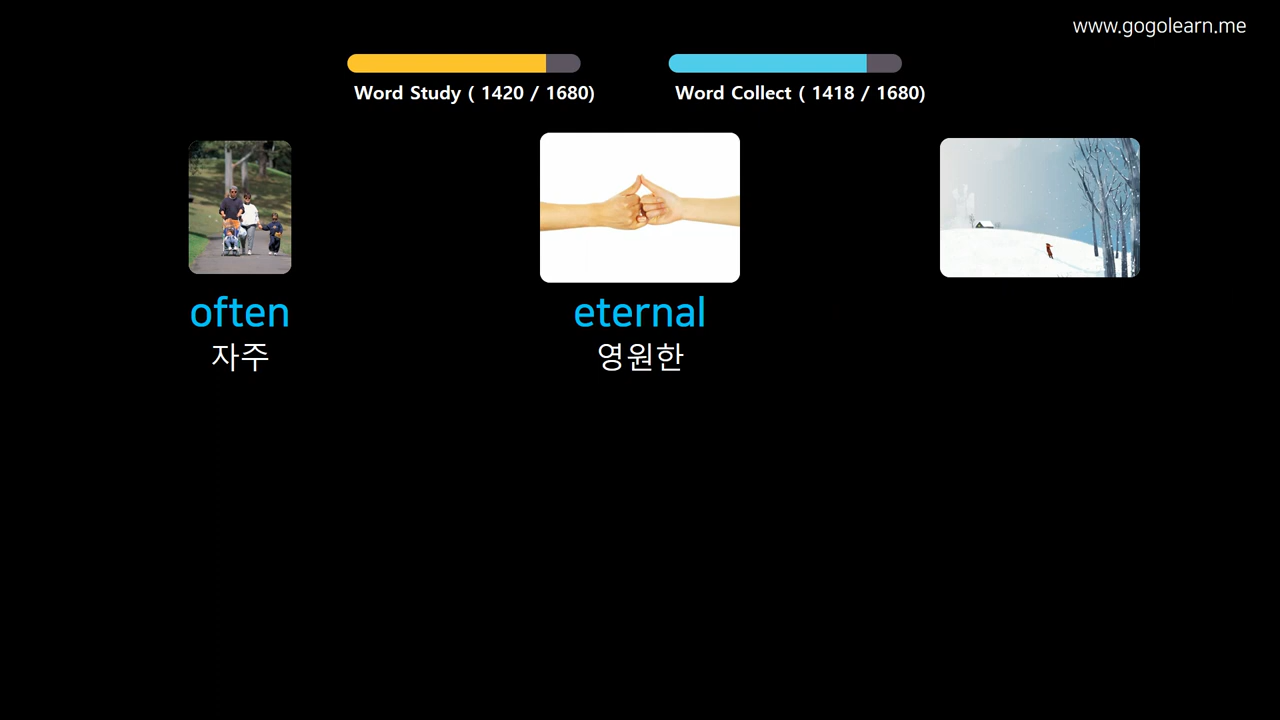 www.gogolearn.me
Word Study ( 1420 / 1680)
Word Collect ( 1418 / 1680)
often
자주
eternal
영원한